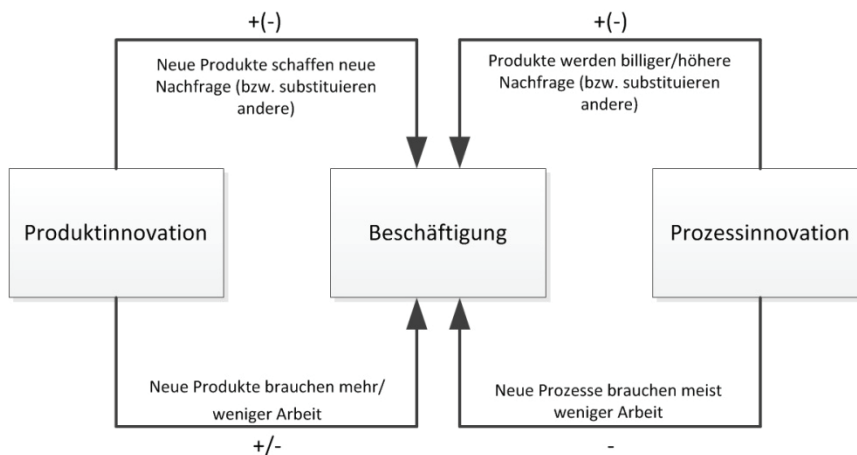 +(-)
Neue Produkte schaffen neue
Nachfrage (bzw. substituieren
andere)
+(-)
Produkte werden billiger/höhere
Nachfrage (bzw. substituieren
andere)
Produktinnovation
Beschäftigung
Prozessinnovation
Neue Produkte brauchen mehr/
weniger Arbeit
+/-
Neue Prozesse brauchen meist
weniger Arbeit
-